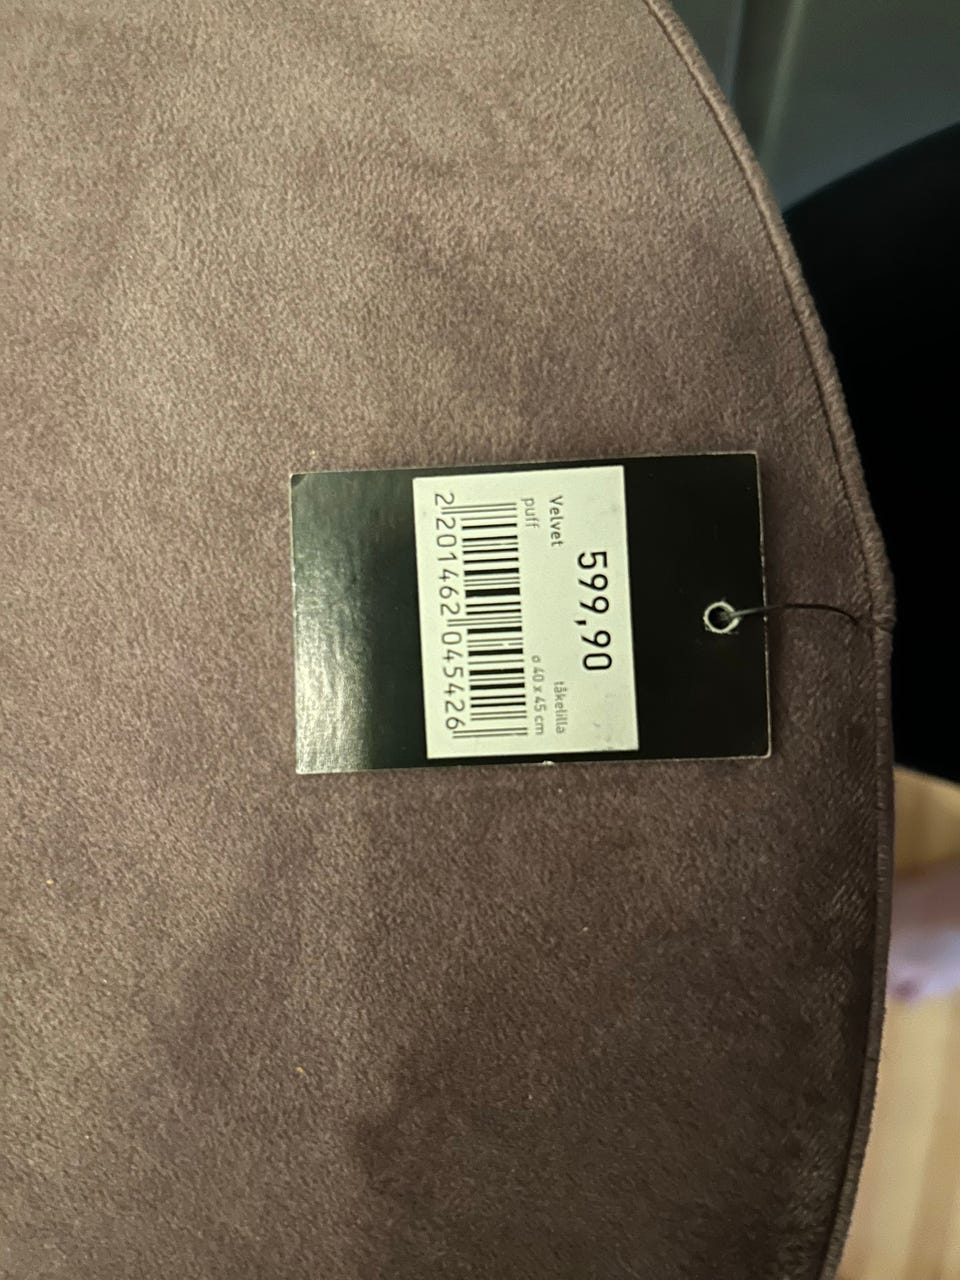 599,90
Velvet tåkelilla
puff ø 40 x 45 cm
2 201462 045426